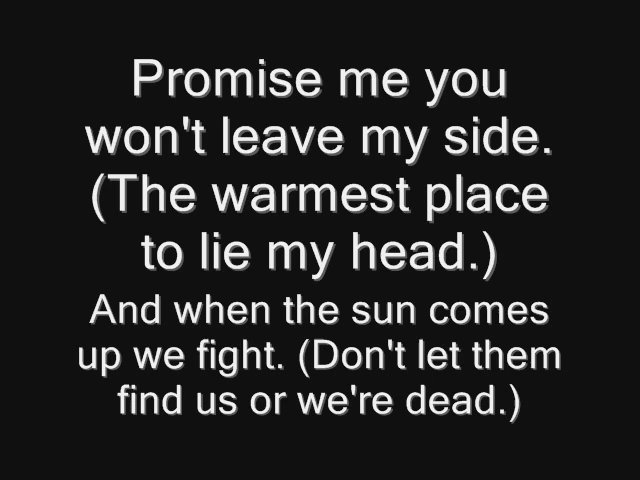 Promise me you
won't leave my side.
(The warmest place
to lie my head.)
And when the sun comes
up we fight. (Don't let them
find us or we're dead.)